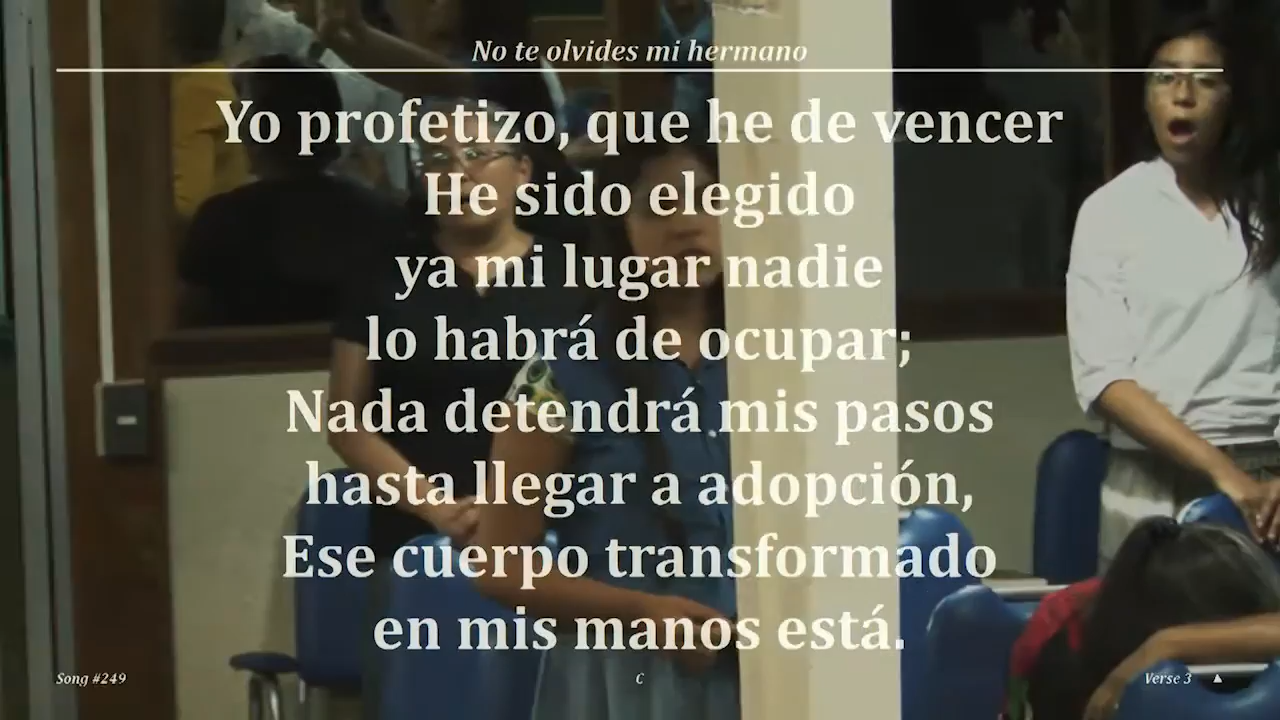 No te olvides mi hermano
Yo profetizo, que he de vencer
He sido elegido
ya mi lugar nadie
lo habrá de ocupar;
Nada detendrá mis pasos
hasta llegar a adopción,
Ese cuerpo transformado
en mis manos está.
Song #249
C
Verse 3 ▲